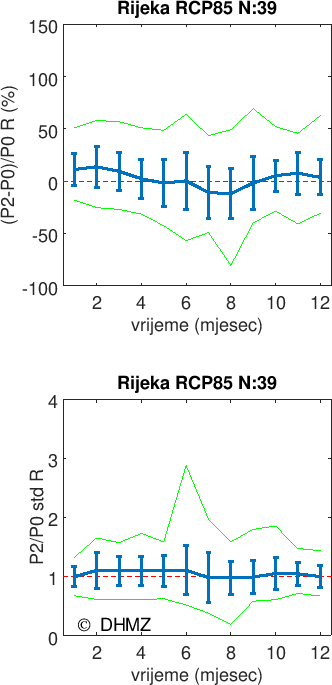 Rijeka RCP85 N:39
(P2-P0)/P0 R (%)
150
100
50
0
-50
-100
2 4 6 8 10 12
vrijeme (mjesec)
Rijeka RCP85 N:39
P2/P0 std R
4
3
2
1
0
© DHMZ
2 4 6 8 10 12
vrijeme (mjesec)